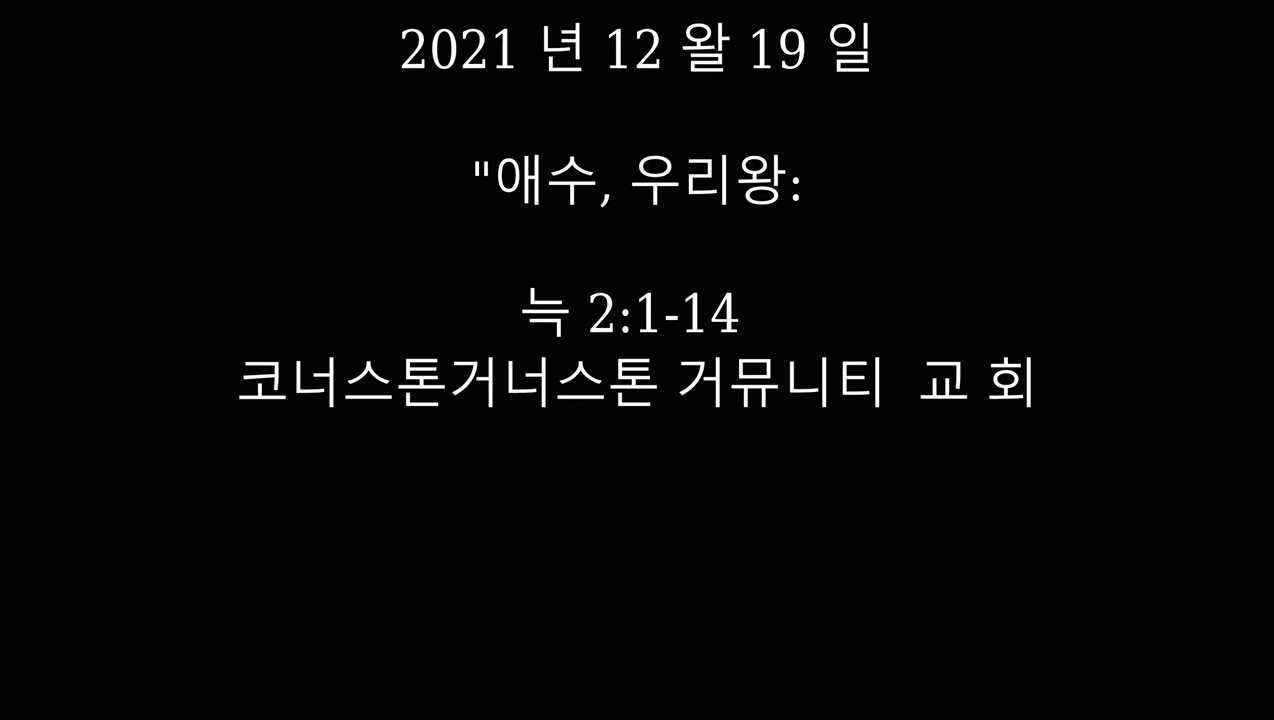 2021 년 12 왈 19 일
"애수, 우리왕:
늑 2:1-14
코너스톤거너스톤 거뮤니티 교 회